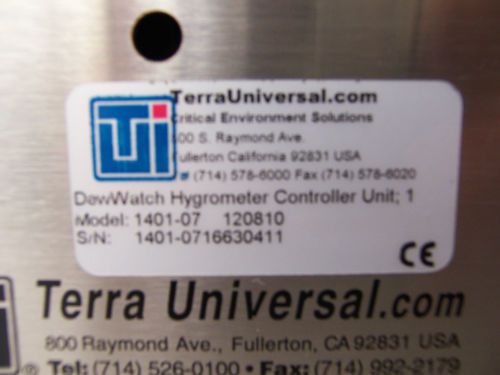 TerraUniversal.com
Critical Environment Solutions
800 S. Raymond Ave.
Fullerton California 92831 USA
(714) 578-6000 Fax (714) 578-6020
DewWatch Hygrometer Controller Unit; 1
Model: 1401-07 120810
S/N: 1401-0716630411
CE
Terra Universal.com
800 Raymond Ave., Fullerton, CA 92831 USA
® Tel: (714) 526-0100 • Fax: (714) 992-2179